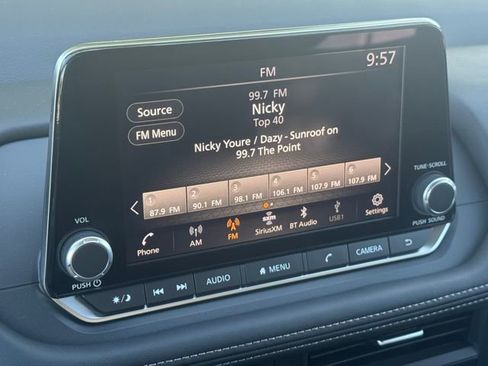 9:57
FM
99.7 FM
Source
Nicky
Top 40
FM Menu
Nicky Youre / Dazy - Sunroof on
99.7 The Point
TUNE·SCROLL
1 2 3 4 5 6
87.9 FM 90.1 FM 98.1 FM 106.1 FM 107.9 FM 107.9 FM
VOL
PUSH
Phone AM FM SiriusXM BT Audio USB1 Settings
PUSH SOUND
AUDIO MENU CAMERA